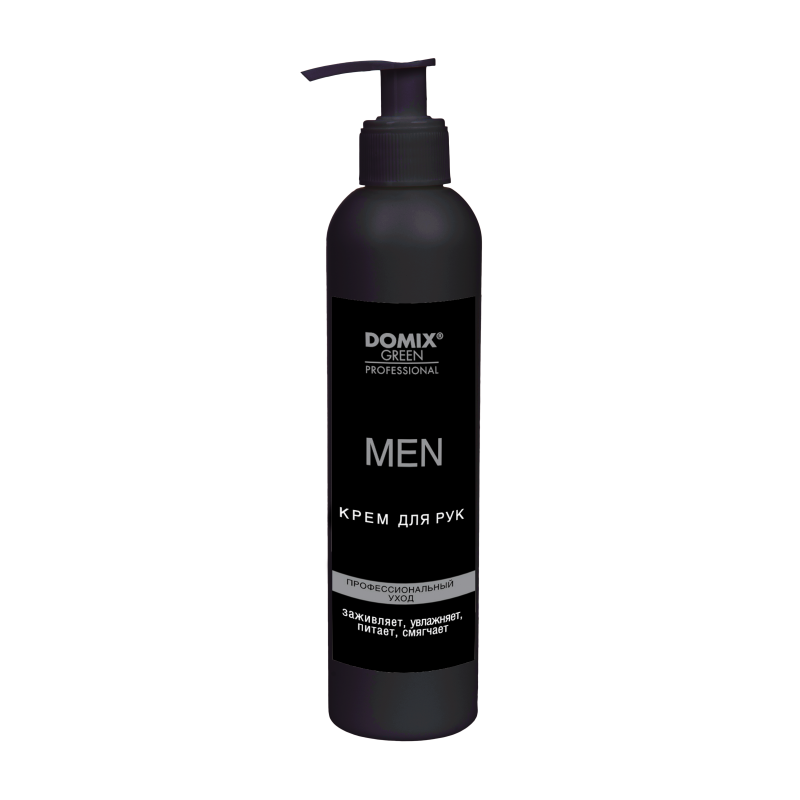 DOMIX®
GREEN
PROFESSIONAL
MEN
КРЕМ ДЛЯ РУК
ПРОФЕССИОНАЛЬНЫЙ
УХОД
заживляет, увлажняет,
питает, смягчает